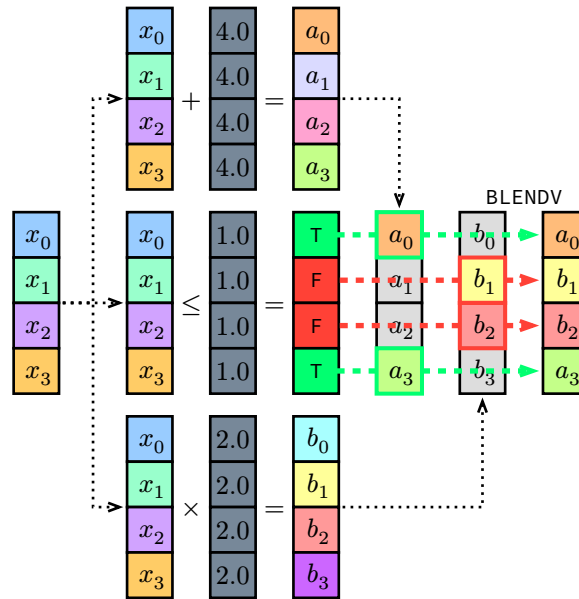 x₀ 4.0 a₀
x₁ 4.0 a₁
x₂ + 4.0 = a₂
x₃ 4.0 a₃
BLENDV
x₀ x₀ 1.0 T a₀ b₀ a₀
x₁ x₁ 1.0 F a₁ b₁ b₁
x₂ x₂ ≤ 1.0 = F a₂ b₂ b₂
x₃ x₃ 1.0 T a₃ b₃ a₃
x₀ 2.0 b₀
x₁ 2.0 b₁
x₂ × 2.0 = b₂
x₃ 2.0 b₃